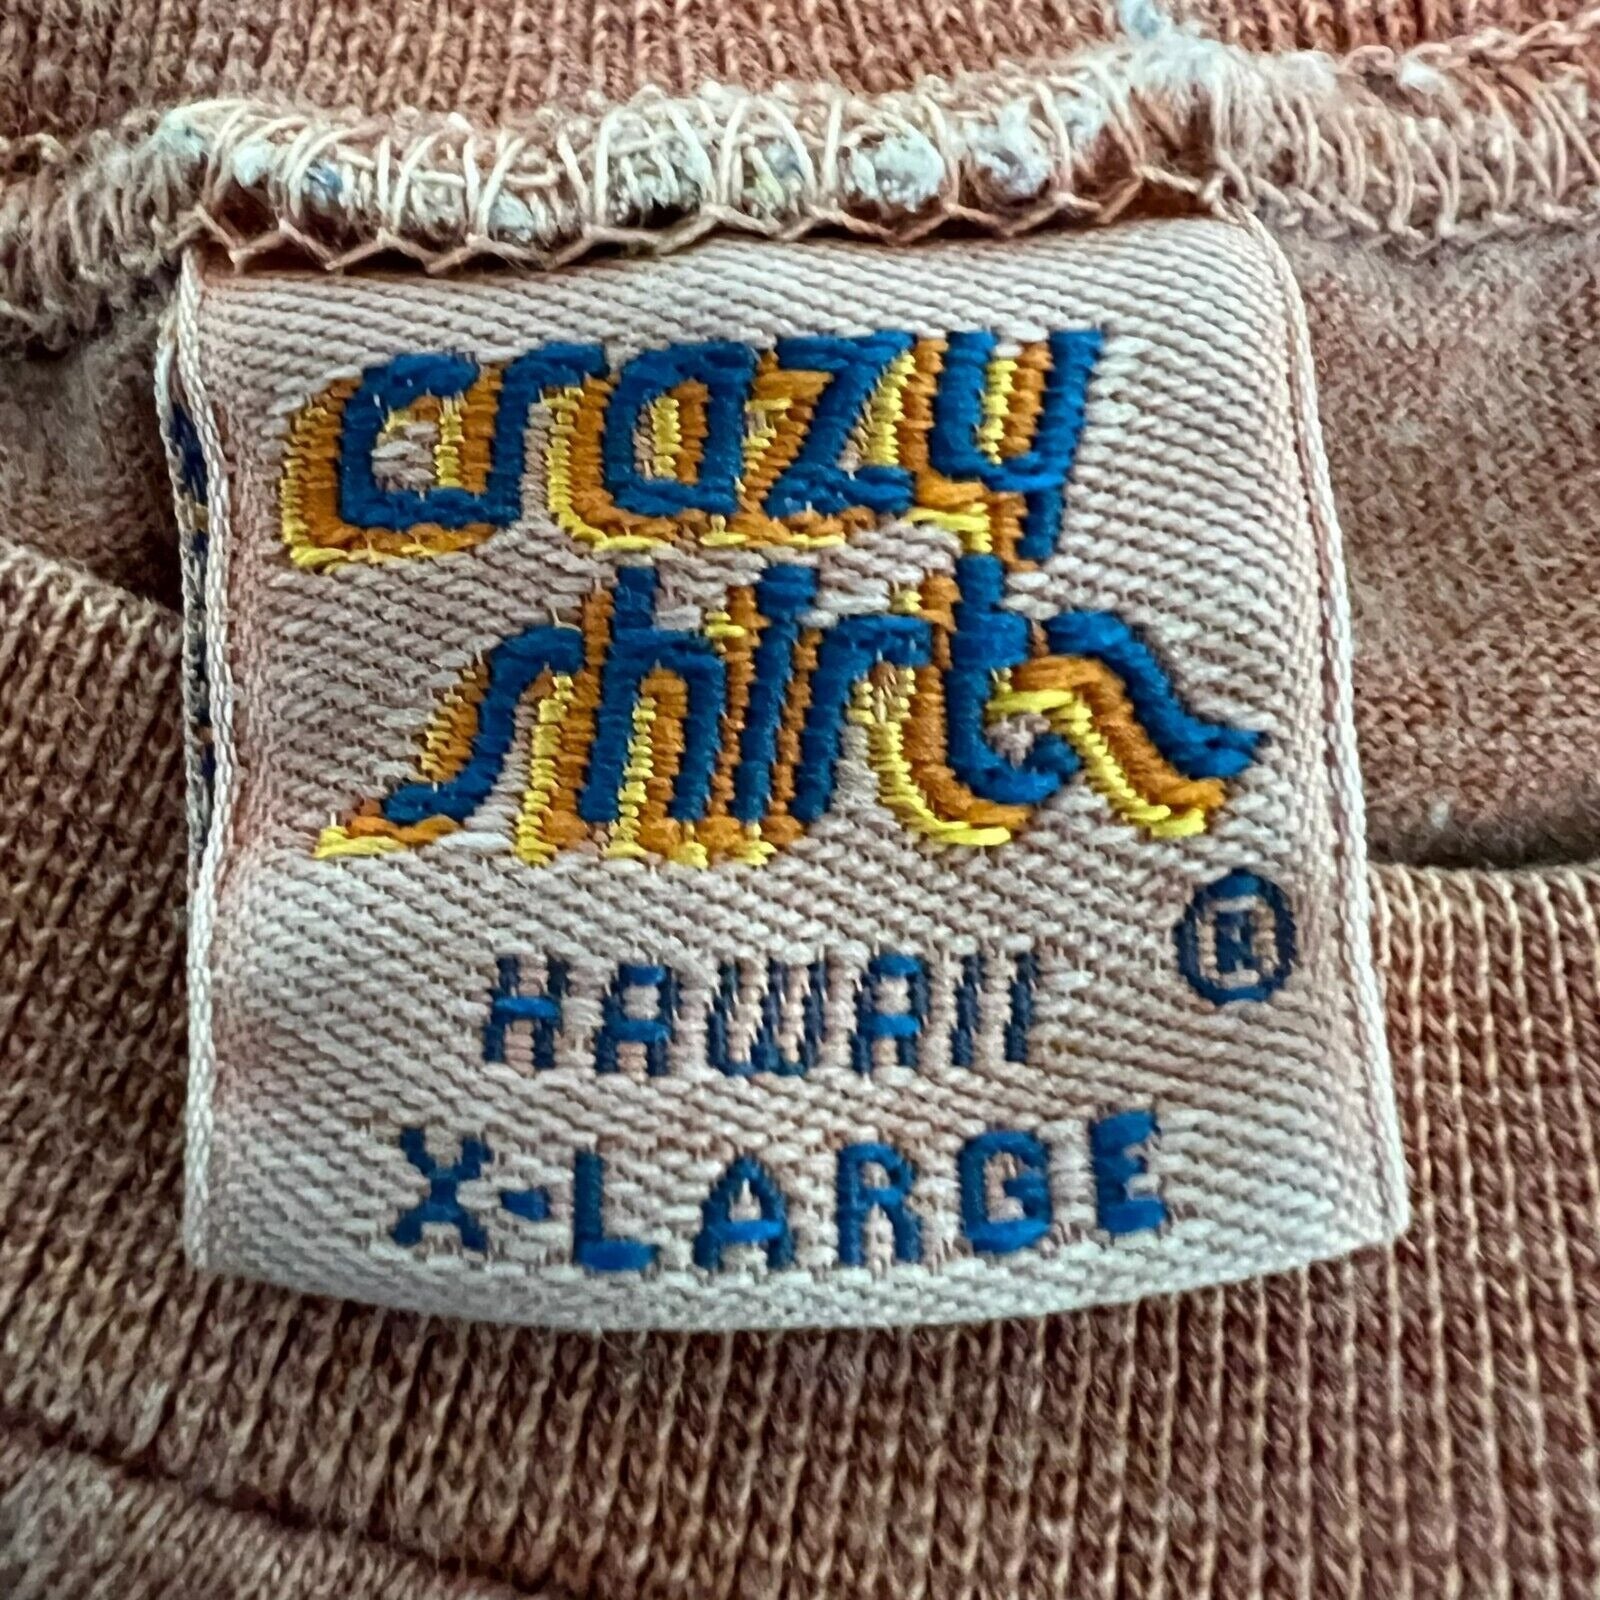 crazy
shirts
®
HAWAII
X-LARGE